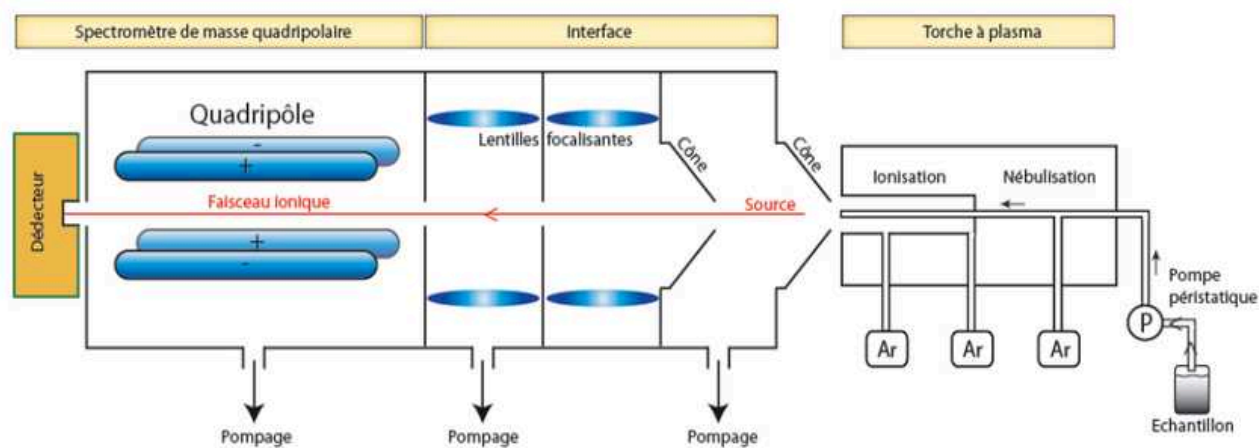 Spectromètre de masse quadripolaire
Interface
Torche à plasma
Quadripôle
-
+
Lentilles focalisantes
Cône
Cône
Ionisation
Nébulisation
Dédecteur
Faisceau ionique
Source
+
-
Pompe
péristatique
P
Ar
Ar
Ar
Echantillon
Pompage
Pompage
Pompage